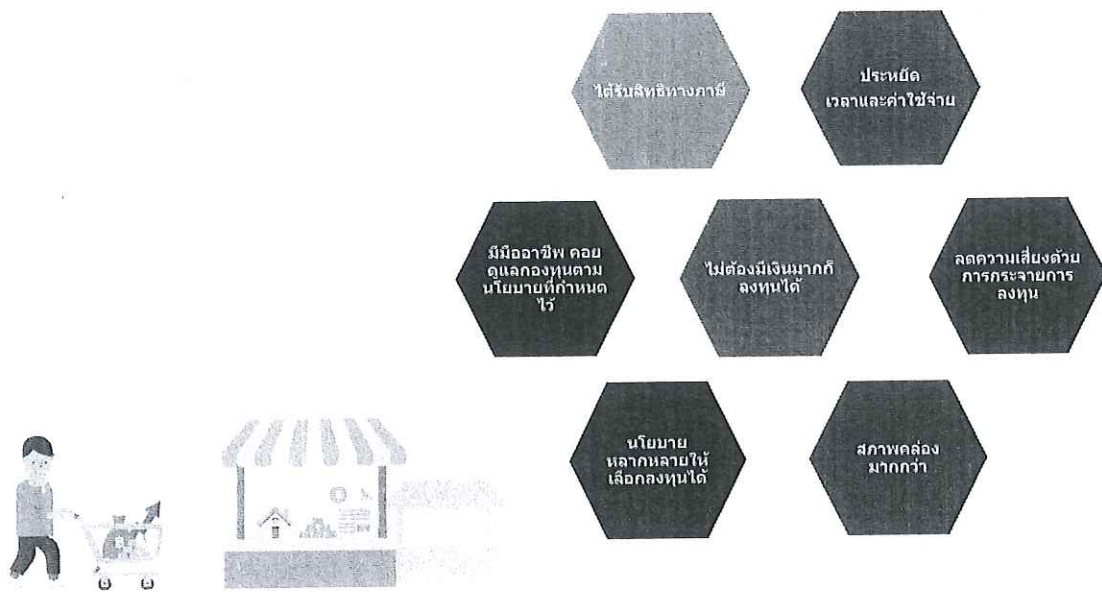 ได้รับสิทธิทางภาษี
ประหยัด
เวลาและค่าใช้จ่าย
มีมืออาชีพ คอย
ดูแลกองทุนตาม
นโยบายที่กำหนด
ไว้
ไม่ต้องมีเงินมากก็
ลงทุนได้
ลดความเสี่ยงด้วย
การกระจายการ
ลงทุน
นโยบาย
หลากหลายให้
เลือกลงทุนได้
สภาพคล่อง
มากกว่า